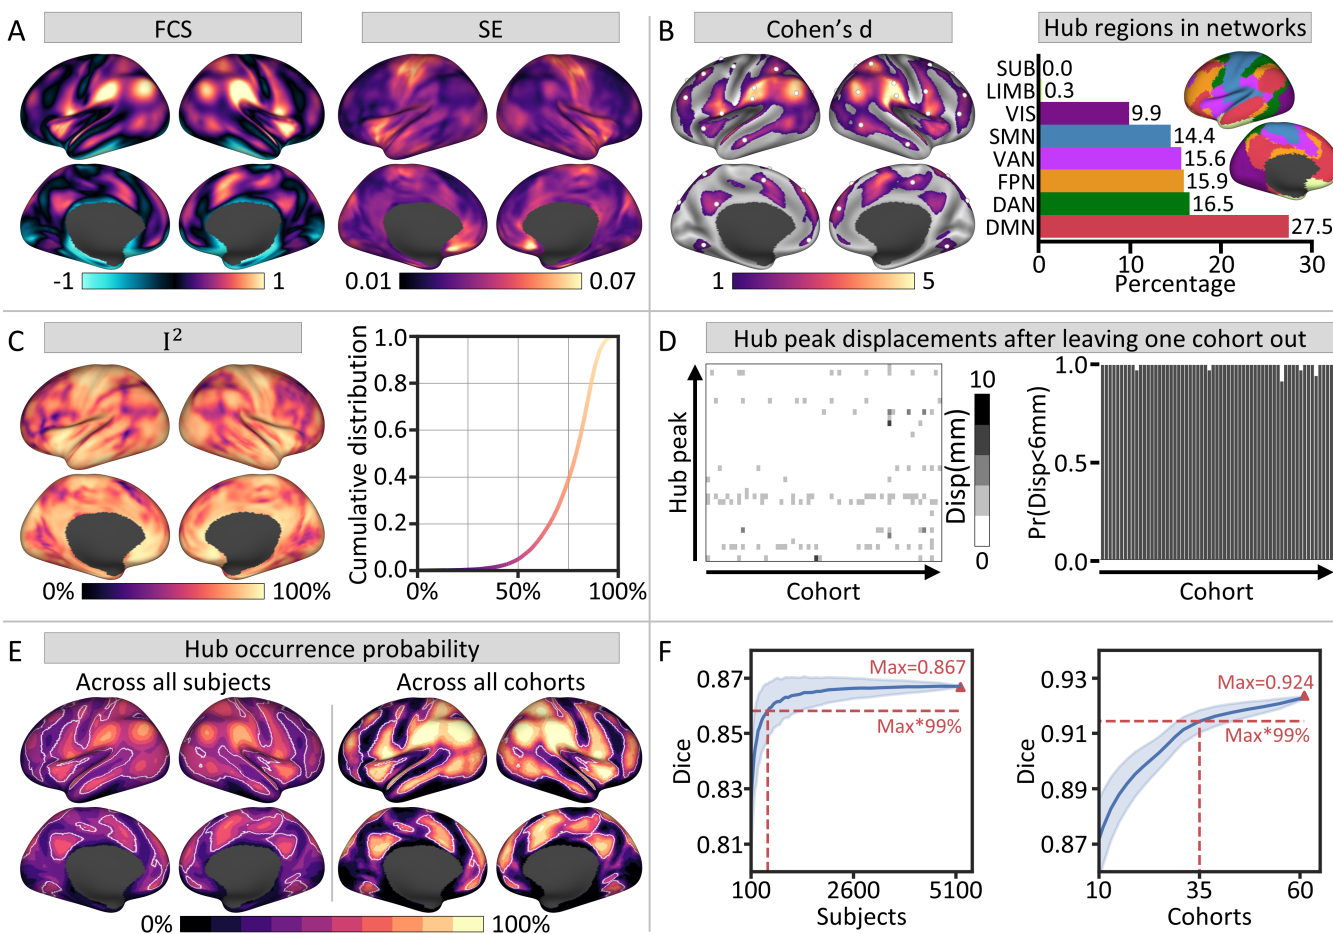 A
FCS
SE
-1
1
0.01
0.07
B
Cohen's d
1
5
Hub regions in networks
SUB 0.0
LIMB 0.3
VIS 9.9
SMN 14.4
VAN 15.6
FPN 15.9
DAN 16.5
DMN 27.5
0 10 20 30
Percentage
C
I²
0%
100%
Cumulative distribution
1.0
0.8
0.6
0.4
0.2
0.0
0% 50% 100%
D
Hub peak displacements after leaving one cohort out
Hub peak
Cohort
10
Disp(mm)
0
Pr(Disp<6mm)
1.0
0.5
0.0
Cohort
E
Hub occurrence probability
Across all subjects
Across all cohorts
0%
100%
F
Dice
0.87
0.85
0.83
0.81
Max=0.867
Max*99%
100 2600 5100
Subjects
Dice
0.93
0.91
0.89
0.87
Max=0.924
Max*99%
10 35 60
Cohorts